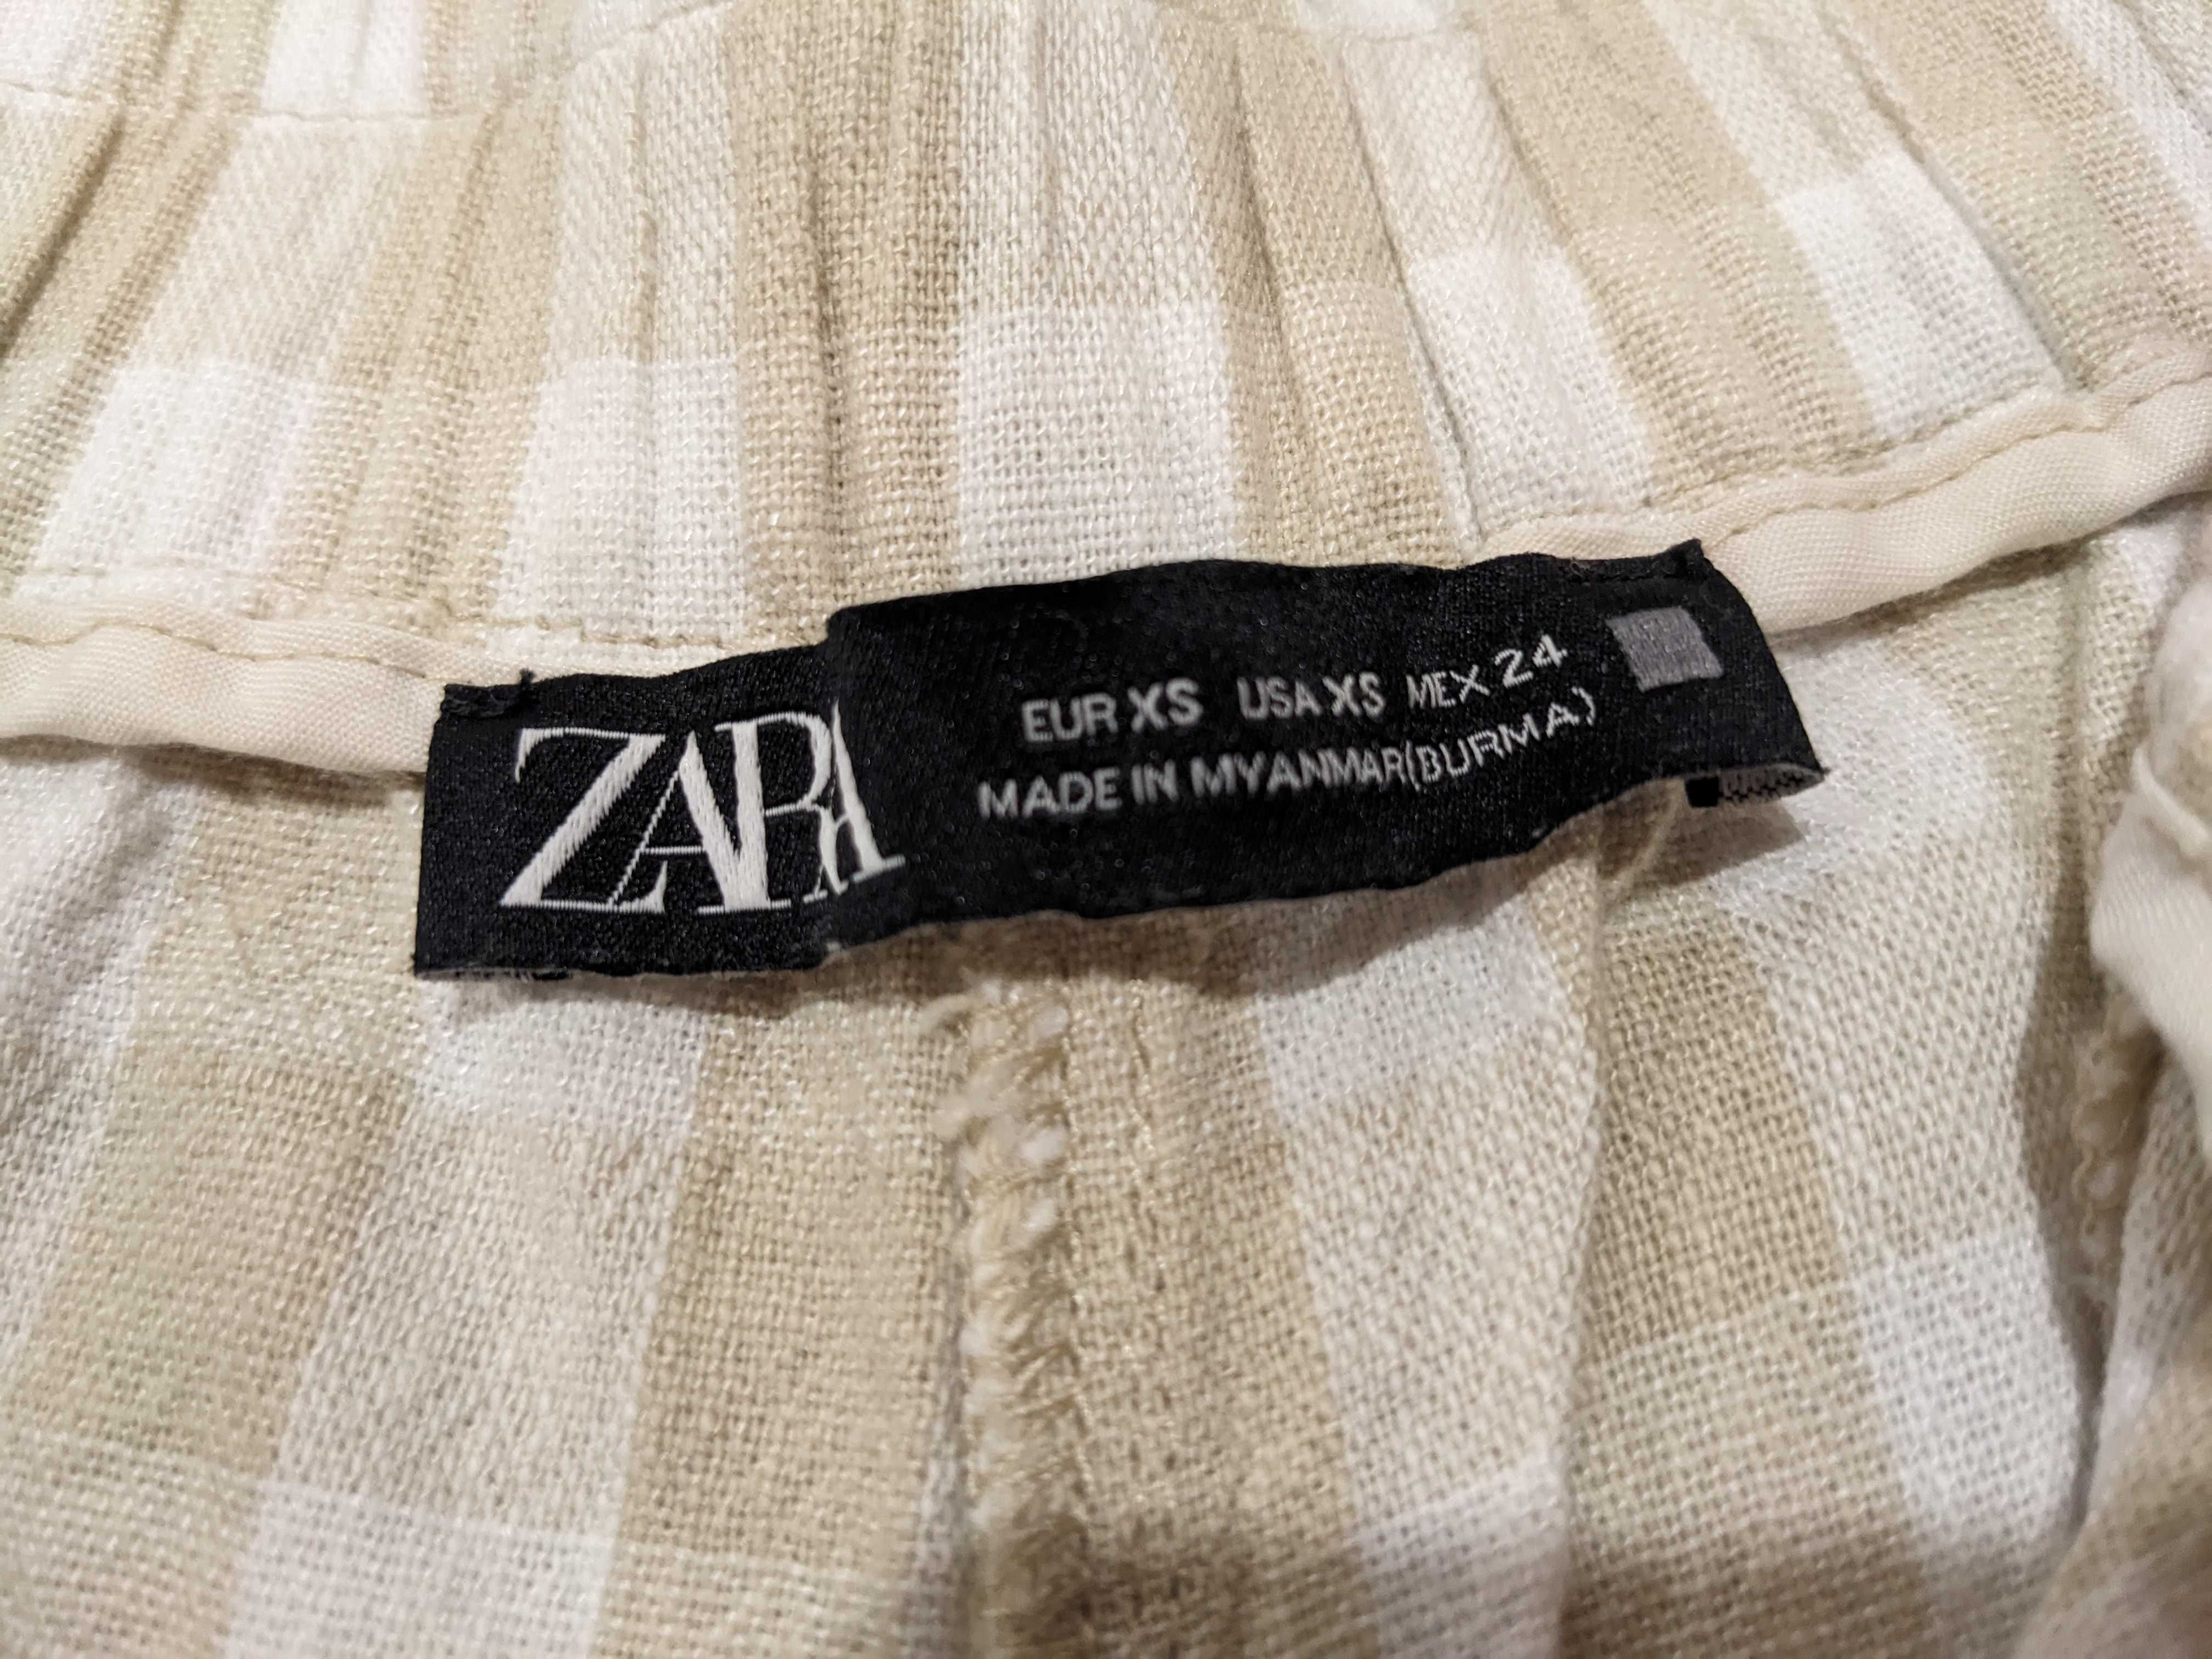 ZARA
EUR XS USA XS MEX 24
MADE IN MYANMAR(BURMA)